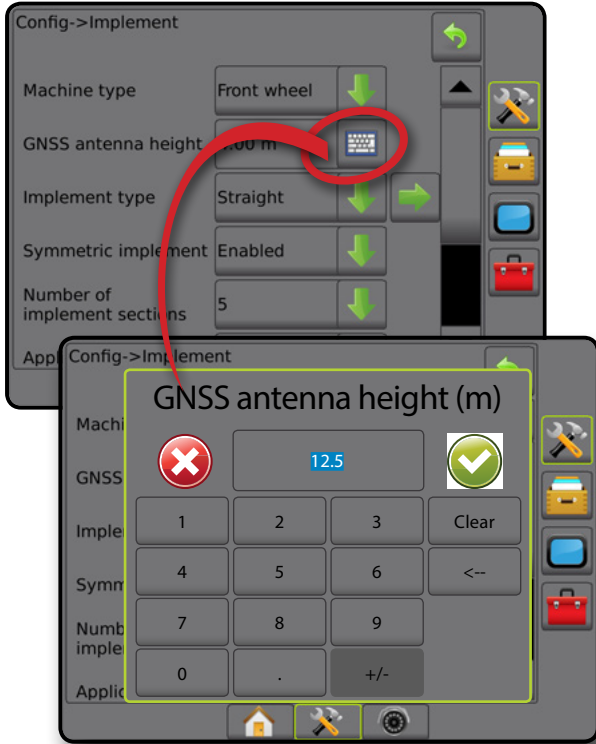 Config->Implement
Machine type
Front wheel
GNSS antenna height
.00 m
Implement type
Straight
Symmetric implement
Enabled
Number of
implement sections
5
App
Config->Implement
GNSS antenna height (m)
12.5
Machi
GNSS
Imple
Symm
Numb
imple
Applic
1 2 3 Clear
4 5 6 <--
7 8 9
0 . +/-